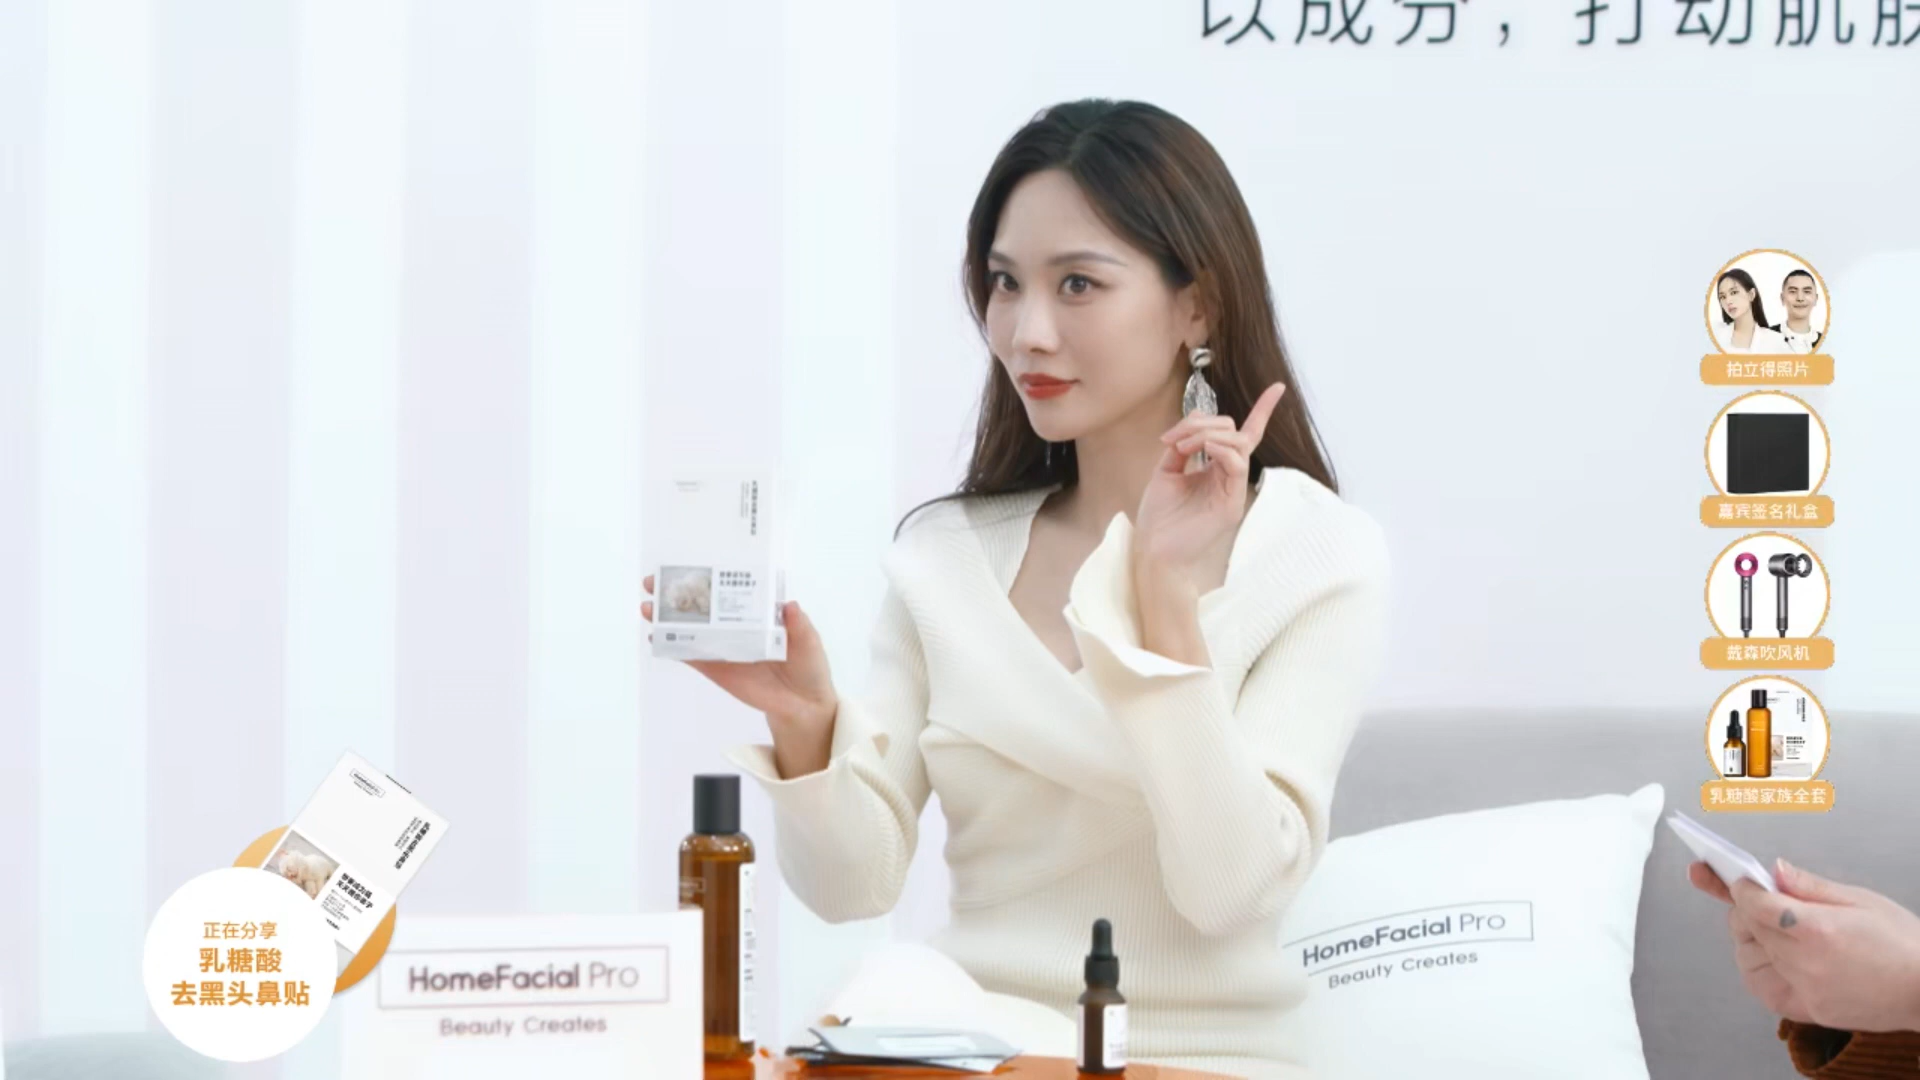 以成分，打动肌肤
拍立得照片
嘉宾签名礼盒
戴森吹风机
乳糖酸家族全套
正在分享
乳糖酸
去黑头鼻贴
HomeFacial Pro
Beauty Creates
HomeFacial Pro
Beauty Creates